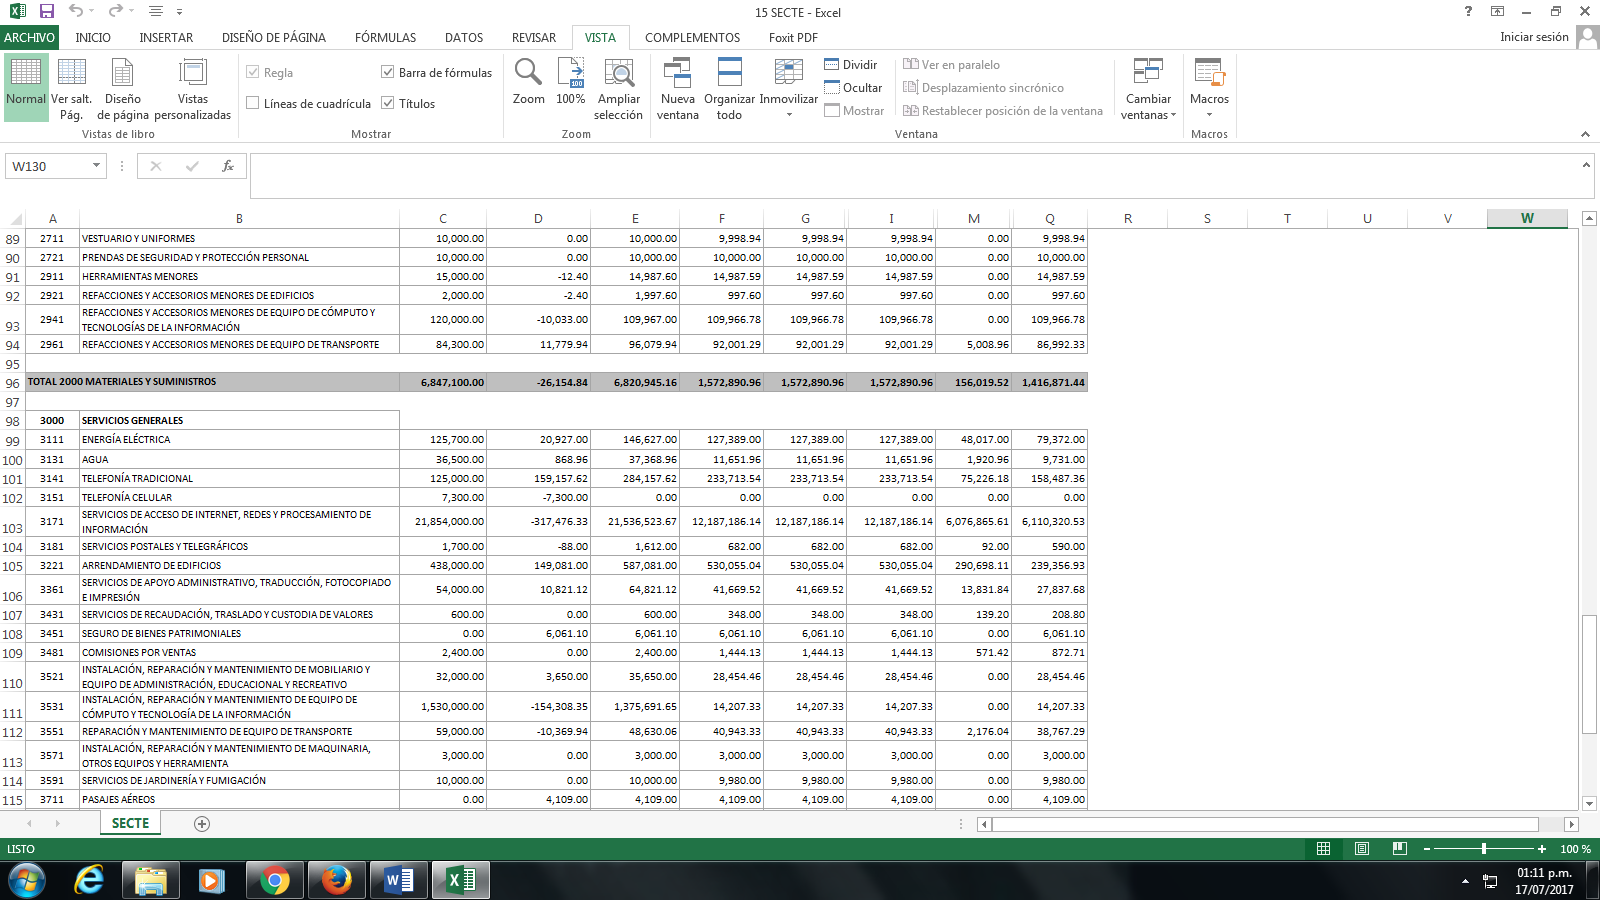 15 SECTE - Excel
?
ARCHIVO INICIO INSERTAR DISEÑO DE PÁGINA FÓRMULAS DATOS REVISAR VISTA COMPLEMENTOS Foxit PDF Iniciar sesión
Regla Barra de fórmulas Dividir Ver en paralelo
Normal Ver salt. Diseño Vistas Zoom 100% Ampliar Nueva Organizar Inmovilizar Ocultar Desplazamiento sincrónico Cambiar Macros
Líneas de cuadrícula Títulos
Pág. de página personalizadas selección ventana todo Mostrar Restablecer posición de la ventana ventanas
Vistas de libro Mostrar Zoom Ventana Macros
W130 fx
A B C D E F G I M Q R S T U V W
89 2711 VESTUARIO Y UNIFORMES 10,000.00 0.00 10,000.00 9,998.94 9,998.94 9,998.94 0.00 9,998.94
90 2721 PRENDAS DE SEGURIDAD Y PROTECCIÓN PERSONAL 10,000.00 0.00 10,000.00 10,000.00 10,000.00 10,000.00 0.00 10,000.00
91 2911 HERRAMIENTAS MENORES 15,000.00 -12.40 14,987.60 14,987.59 14,987.59 14,987.59 0.00 14,987.59
92 2921 REFACCIONES Y ACCESORIOS MENORES DE EDIFICIOS 2,000.00 -2.40 1,997.60 997.60 997.60 997.60 0.00 997.60
93 2941 REFACCIONES Y ACCESORIOS MENORES DE EQUIPO DE CÓMPUTO Y
TECNOLOGÍAS DE LA INFORMACIÓN 120,000.00 -10,033.00 109,967.00 109,966.78 109,966.78 109,966.78 0.00 109,966.78
94 2961 REFACCIONES Y ACCESORIOS MENORES DE EQUIPO DE TRANSPORTE 84,300.00 11,779.94 96,079.94 92,001.29 92,001.29 92,001.29 5,008.96 86,992.33
95
96 TOTAL 2000 MATERIALES Y SUMINISTROS 6,847,100.00 -26,154.84 6,820,945.16 1,572,890.96 1,572,890.96 1,572,890.96 156,019.52 1,416,871.44
97
98 3000 SERVICIOS GENERALES
99 3111 ENERGÍA ELÉCTRICA 125,700.00 20,927.00 146,627.00 127,389.00 127,389.00 127,389.00 48,017.00 79,372.00
100 3131 AGUA 36,500.00 868.96 37,368.96 11,651.96 11,651.96 11,651.96 1,920.96 9,731.00
101 3141 TELEFONÍA TRADICIONAL 125,000.00 159,157.62 284,157.62 233,713.54 233,713.54 233,713.54 75,226.18 158,487.36
102 3151 TELEFONÍA CELULAR 7,300.00 -7,300.00 0.00 0.00 0.00 0.00 0.00 0.00
103 3171 SERVICIOS DE ACCESO DE INTERNET, REDES Y PROCESAMIENTO DE
INFORMACIÓN 21,854,000.00 -317,476.33 21,536,523.67 12,187,186.14 12,187,186.14 12,187,186.14 6,076,865.61 6,110,320.53
104 3181 SERVICIOS POSTALES Y TELEGRÁFICOS 1,700.00 -88.00 1,612.00 682.00 682.00 682.00 92.00 590.00
105 3221 ARRENDAMIENTO DE EDIFICIOS 438,000.00 149,081.00 587,081.00 530,055.04 530,055.04 530,055.04 290,698.11 239,356.93
106 3361 SERVICIOS DE APOYO ADMINISTRATIVO, TRADUCCIÓN, FOTOCOPIADO
E IMPRESIÓN 54,000.00 10,821.12 64,821.12 41,669.52 41,669.52 41,669.52 13,831.84 27,837.68
107 3431 SERVICIOS DE RECAUDACIÓN, TRASLADO Y CUSTODIA DE VALORES 600.00 0.00 600.00 348.00 348.00 348.00 139.20 208.80
108 3451 SEGURO DE BIENES PATRIMONIALES 0.00 6,061.10 6,061.10 6,061.10 6,061.10 6,061.10 0.00 6,061.10
109 3481 COMISIONES POR VENTAS 2,400.00 0.00 2,400.00 1,444.13 1,444.13 1,444.13 571.42 872.71
110 3521 INSTALACIÓN, REPARACIÓN Y MANTENIMIENTO DE MOBILIARIO Y
EQUIPO DE ADMINISTRACIÓN, EDUCACIONAL Y RECREATIVO 32,000.00 3,650.00 35,650.00 28,454.46 28,454.46 28,454.46 0.00 28,454.46
111 3531 INSTALACIÓN, REPARACIÓN Y MANTENIMIENTO DE EQUIPO DE
CÓMPUTO Y TECNOLOGÍA DE LA INFORMACIÓN 1,530,000.00 -154,308.35 1,375,691.65 14,207.33 14,207.33 14,207.33 0.00 14,207.33
112 3551 REPARACIÓN Y MANTENIMIENTO DE EQUIPO DE TRANSPORTE 59,000.00 -10,369.94 48,630.06 40,943.33 40,943.33 40,943.33 2,176.04 38,767.29
113 3571 INSTALACIÓN, REPARACIÓN Y MANTENIMIENTO DE MAQUINARIA,
OTROS EQUIPOS Y HERRAMIENTA 3,000.00 0.00 3,000.00 3,000.00 3,000.00 3,000.00 0.00 3,000.00
114 3591 SERVICIOS DE JARDINERÍA Y FUMIGACIÓN 10,000.00 0.00 10,000.00 9,980.00 9,980.00 9,980.00 0.00 9,980.00
115 3711 PASAJES AÉREOS 0.00 4,109.00 4,109.00 4,109.00 4,109.00 4,109.00 0.00 4,109.00
SECTE
LISTO 100 %
01:11 p.m.
17/07/2017